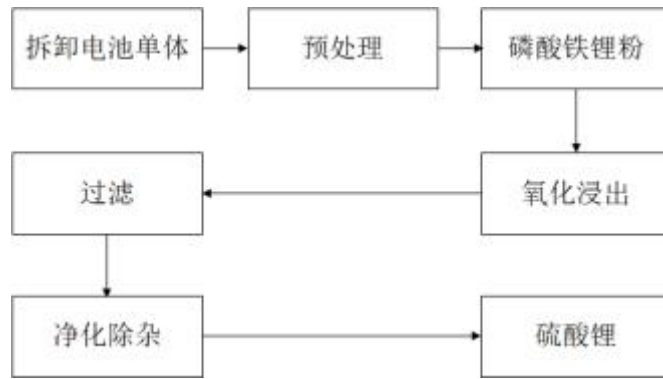 拆卸电池单体
预处理
磷酸铁锂粉
氧化浸出
过滤
净化除杂
硫酸锂